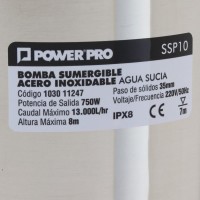 POWER PRO SSP10
BOMBA SUMERGIBLE
ACERO INOXIDABLE AGUA SUCIA
Código 1030 11247 Paso de sólidos 35mm
Potencia de Salida 750W Voltaje/Frecuencia 220V/50Hz
Caudal Máximo 13.000L/hr
Altura Máxima 8m IPX8 7m